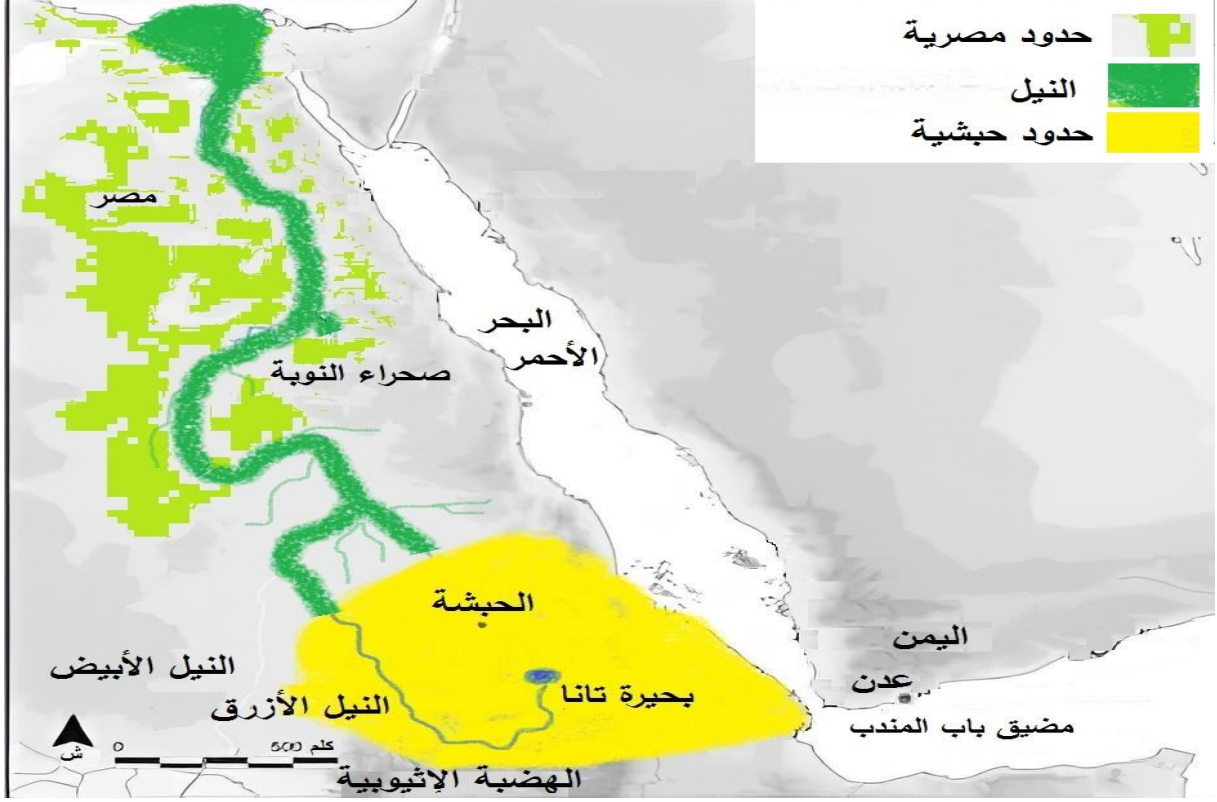 حدود مصرية
النيل
حدود حبشية
مصر
البحر
الأحمر
صحراء النوبة
الحبشة
اليمن
عدن
النيل الأبيض
بحيرة تانا
النيل الأزرق
مضيق باب المندب
ش
0
500 كلم
الهضبة الإثيوبية